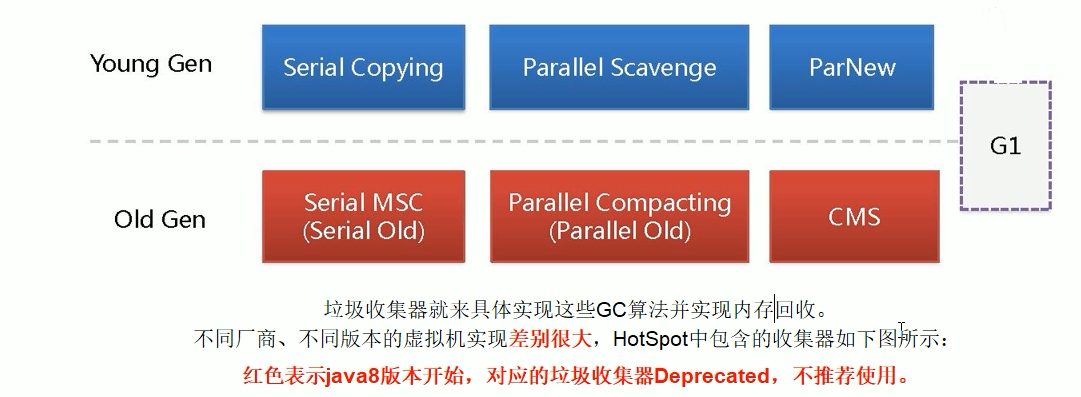 Young Gen
Serial Copying
Parallel Scavenge
ParNew
G1
Old Gen
Serial MSC
(Serial Old)
Parallel Compacting
(Parallel Old)
CMS
垃圾收集器就来具体实现这些GC算法并实现内存回收。
不同厂商、不同版本的虚拟机实现差别很大，HotSpot中包含的收集器如下图所示：
红色表示java8版本开始，对应的垃圾收集器Deprecated，不推荐使用。